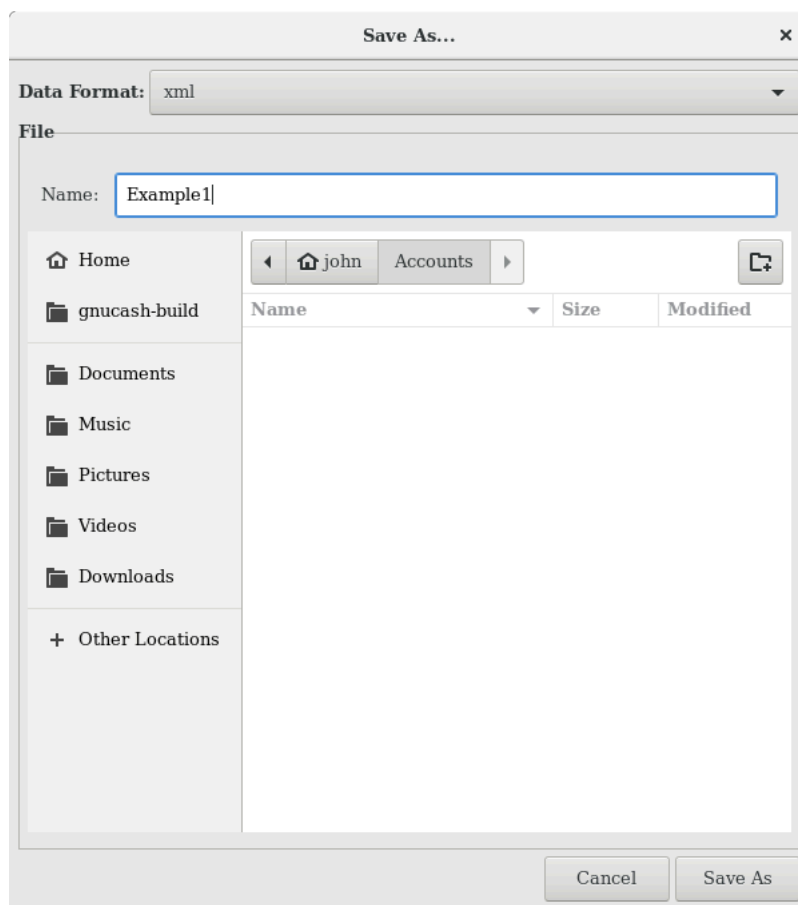 Save As...
Data Format: xml
File
Name: Example1
Home
john Accounts
gnucash-build
Name Size Modified
Documents
Music
Pictures
Videos
Downloads
Other Locations
Cancel Save As